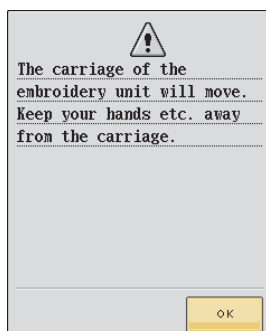 The carriage of the
embroidery unit will move.
Keep your hands etc. away
from the carriage.
OK